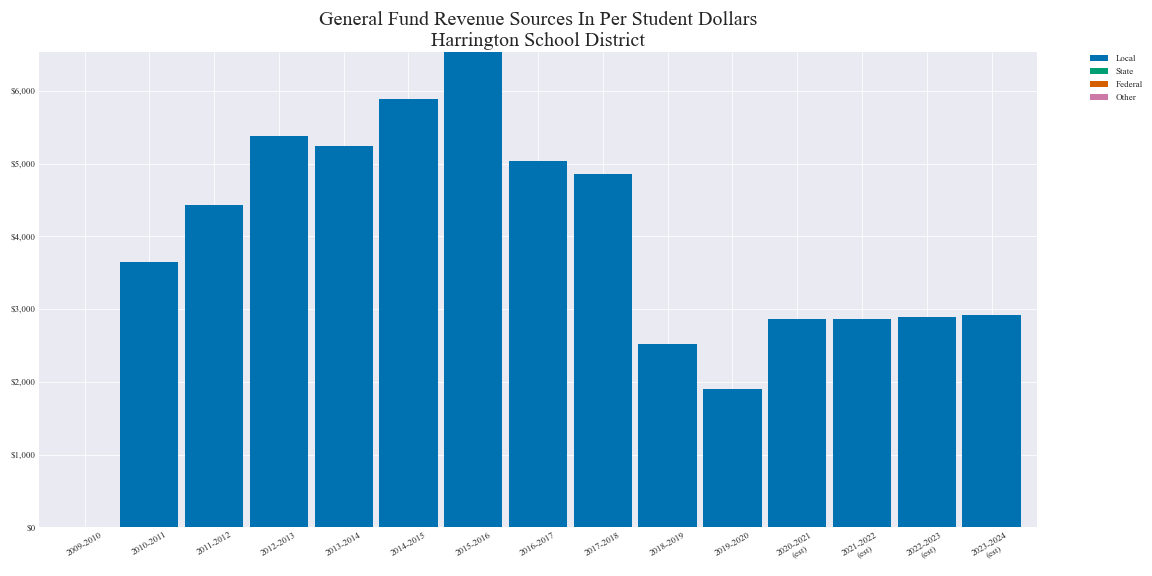 General Fund Revenue Sources In Per Student Dollars
Harrington School District
Local
State
Federal
Other
$6,000
$5,000
$4,000
$3,000
$2,000
$1,000
$0
2009-2010
2010-2011
2011-2012
2012-2013
2013-2014
2014-2015
2015-2016
2016-2017
2017-2018
2018-2019
2019-2020
2020-2021
(est)
2021-2022
(est)
2022-2023
(est)
2023-2024
(est)